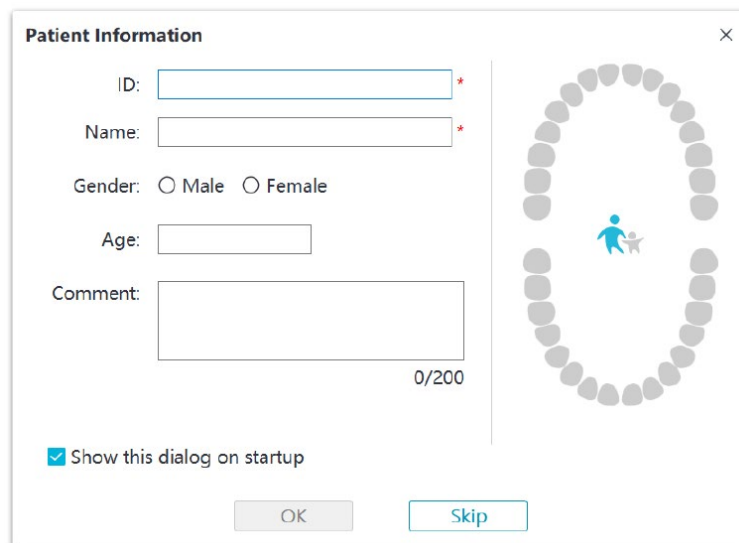 Patient Information
ID: *
Name: *
Gender: Male Female
Age:
Comment:
0/200
Show this dialog on startup
OK Skip